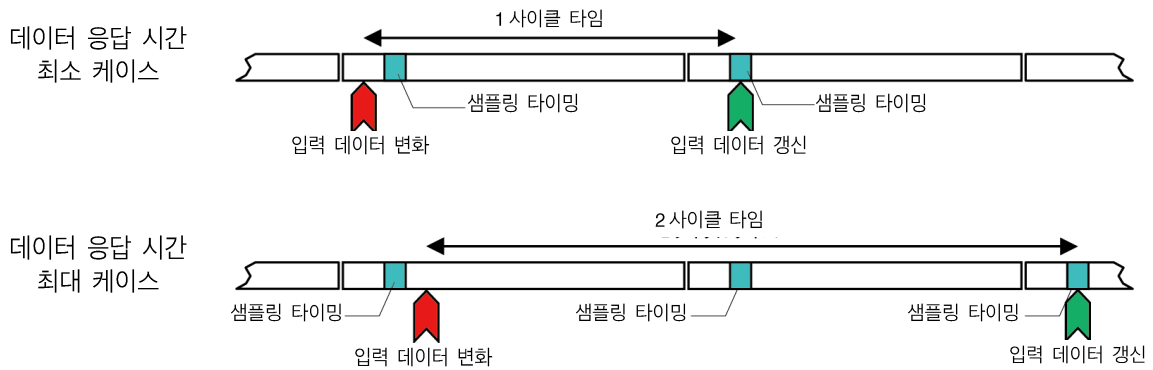 1 사이클 타임
데이터 응답 시간
최소 케이스
샘플링 타이밍
샘플링 타이밍
입력 데이터 변화
입력 데이터 갱신
2 사이클 타임
데이터 응답 시간
최대 케이스
샘플링 타이밍
샘플링 타이밍
샘플링 타이밍
입력 데이터 변화
입력 데이터 갱신